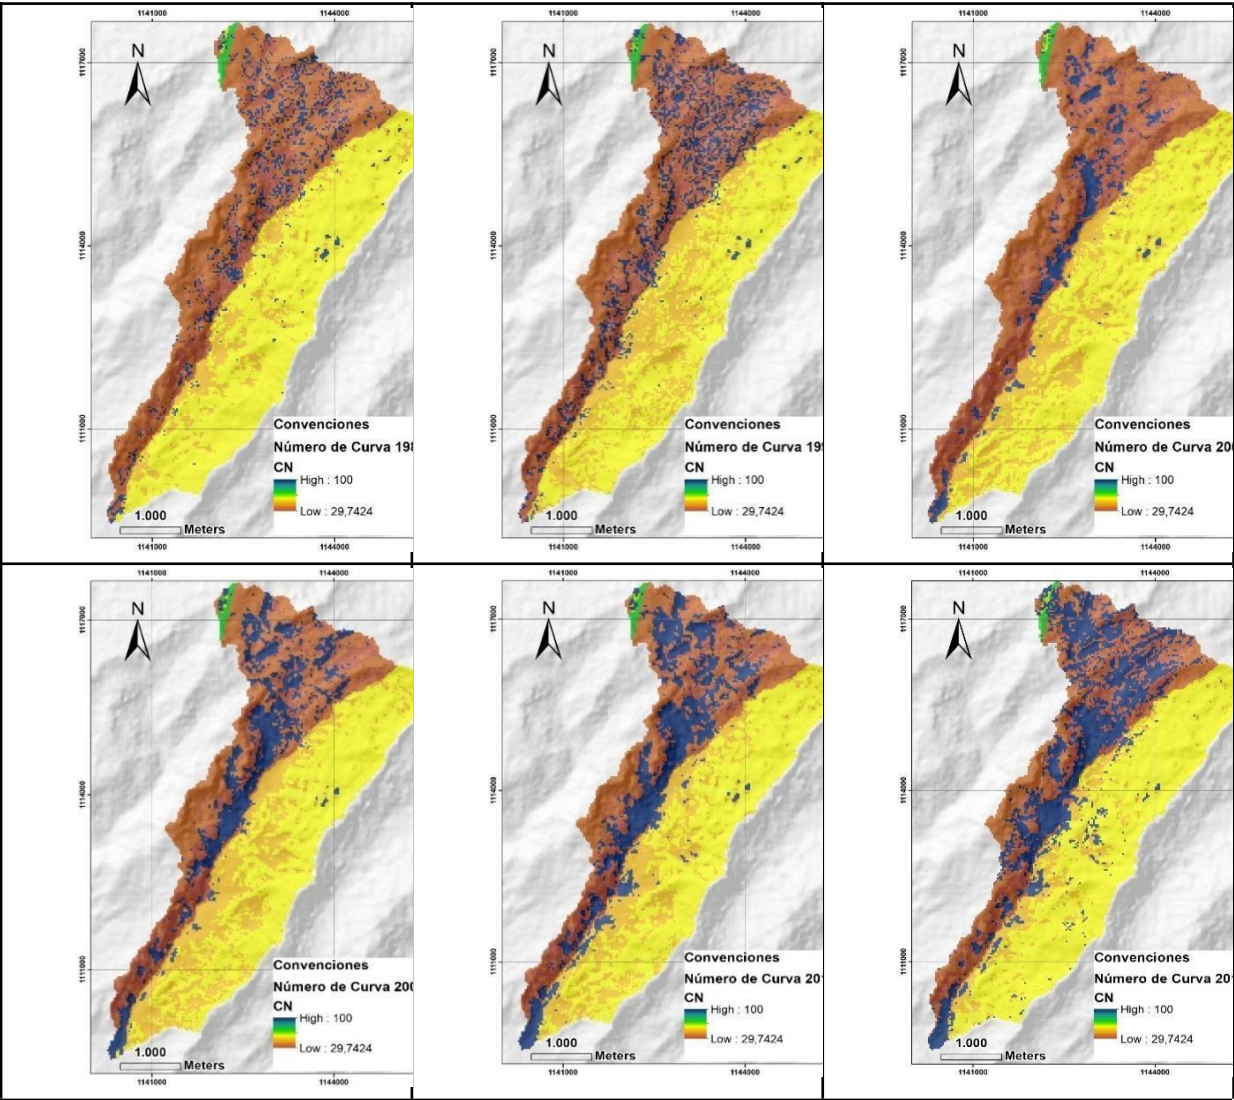 1141000 1144000
N
1117000
1114000
1111000
Convenciones
Número de Curva 198
CN
High : 100
Low : 29,7424
1.000
Meters
1141000 1144000
1141000 1144000
N
1117000
1114000
1111000
Convenciones
Número de Curva 199
CN
High : 100
Low : 29,7424
1.000
Meters
1141000 1144000
1141000 1144000
N
1117000
1114000
1111000
Convenciones
Número de Curva 200
CN
High : 100
Low : 29,7424
1.000
Meters
1141000 1144000
1141000 1144000
N
1117000
1114000
1111000
Convenciones
Número de Curva 200
CN
High : 100
Low : 29,7424
1.000
Meters
1141000 1144000
1141000 1144000
N
1117000
1114000
1111000
Convenciones
Número de Curva 201
CN
High : 100
Low : 29,7424
1.000
Meters
1141000 1144000
1141000 1144000
N
1117000
1114000
1111000
Convenciones
Número de Curva 201
CN
High : 100
Low : 29,7424
1.000
Meters
1141000 1144000